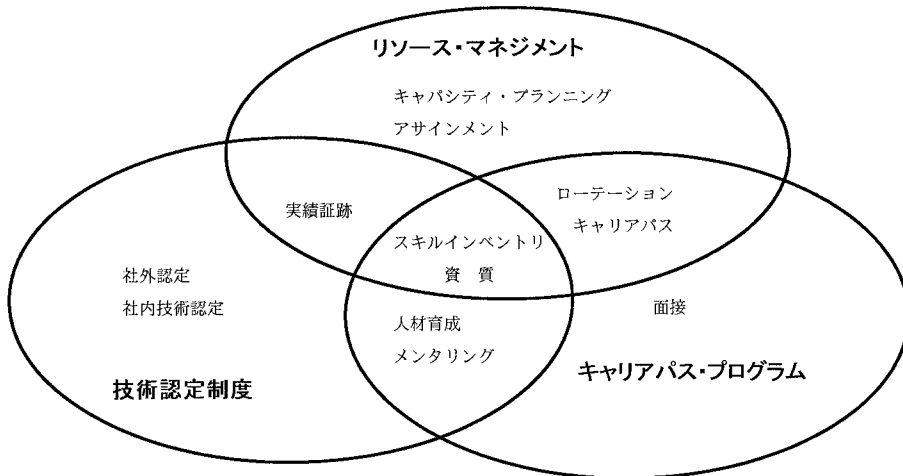 リソース・マネジメント
キャパシティ・プランニング
アサインメント
実績証跡
ローテーション
キャリアパス
スキルインベントリ
資 質
社外認定
社内技術認定
面接
人材育成
メンタリング
技術認定制度
キャリアパス・プログラム